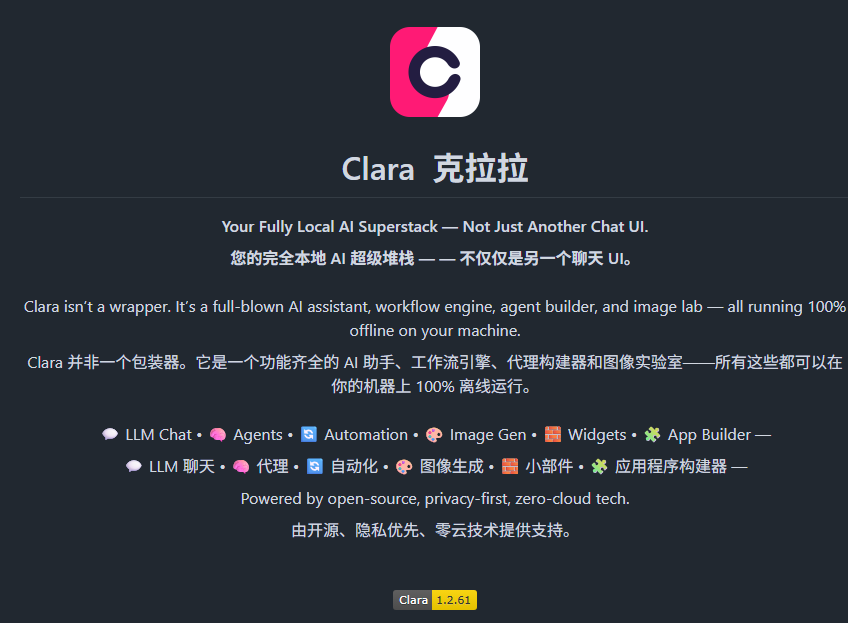 Clara 克拉拉
Your Fully Local AI Superstack — Not Just Another Chat UI.
您的完全本地 AI 超级堆栈 — — 不仅仅是另一个聊天 UI。
Clara isn’t a wrapper. It’s a full-blown AI assistant, workflow engine, agent builder, and image lab — all running 100%
offline on your machine.
Clara 并非一个包装器。它是一个功能齐全的 AI 助手、工作流引擎、代理构建器和图像实验室——所有这些都可以在
你的机器上 100% 离线运行。
💬 LLM Chat • 🧠 Agents • 🔄 Automation • 🎨 Image Gen • 🧱 Widgets • 🧩 App Builder —
💬 LLM 聊天 • 🧠 代理 • 🔄 自动化 • 🎨 图像生成 • 🧱 小部件 • 🧩 应用程序构建器 —
Powered by open-source, privacy-first, zero-cloud tech.
由开源、隐私优先、零云技术提供支持。
Clara 1.2.61